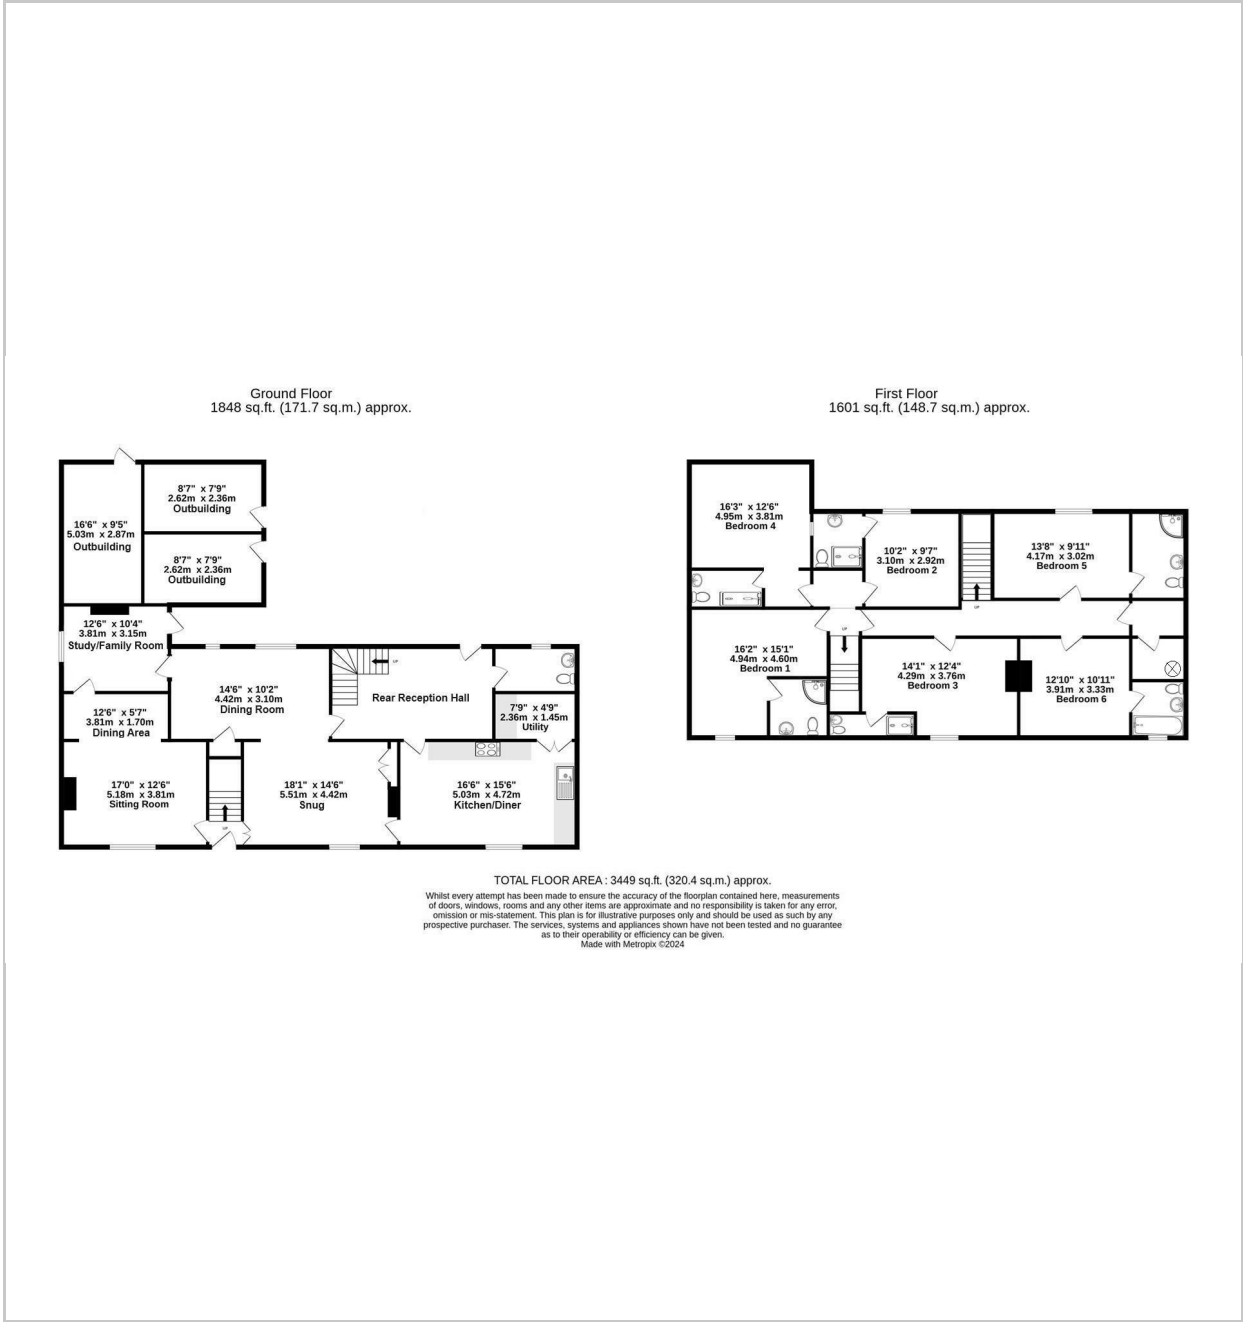 Ground Floor
1848 sq.ft. (171.7 sq.m.) approx.
16'6" x 9'5"
5.03m x 2.87m
Outbuilding
8'7" x 7'9"
2.62m x 2.36m
Outbuilding
8'7" x 7'9"
2.62m x 2.36m
Outbuilding
12'6" x 10'4"
3.81m x 3.15m
Study/Family Room
12'6" x 5'7"
3.81m x 1.70m
Dining Area
14'6" x 10'2"
4.42m x 3.10m
Dining Room
UP
Rear Reception Hall
7'9" x 4'9"
2.36m x 1.45m
Utility
17'0" x 12'6"
5.18m x 3.81m
Sitting Room
UP
18'1" x 14'6"
5.51m x 4.42m
Snug
16'6" x 15'6"
5.03m x 4.72m
Kitchen/Diner
First Floor
1601 sq.ft. (148.7 sq.m.) approx.
16'3" x 12'6"
4.95m x 3.81m
Bedroom 4
10'2" x 9'7"
3.10m x 2.92m
Bedroom 2
UP
13'8" x 9'11"
4.17m x 3.02m
Bedroom 5
16'2" x 15'1"
4.94m x 4.60m
Bedroom 1
UP
14'1" x 12'4"
4.29m x 3.76m
Bedroom 3
12'10" x 10'11"
3.91m x 3.33m
Bedroom 6
TOTAL FLOOR AREA : 3449 sq.ft. (320.4 sq.m.) approx.
Whilst every attempt has been made to ensure the accuracy of the floorplan contained here, measurements
of doors, windows, rooms and any other items are approximate and no responsibility is taken for any error,
omission or mis-statement. This plan is for illustrative purposes only and should be used as such by any
prospective purchaser. The services, systems and appliances shown have not been tested and no guarantee
as to their operability or efficiency can be given.
Made with Metropix ©2024